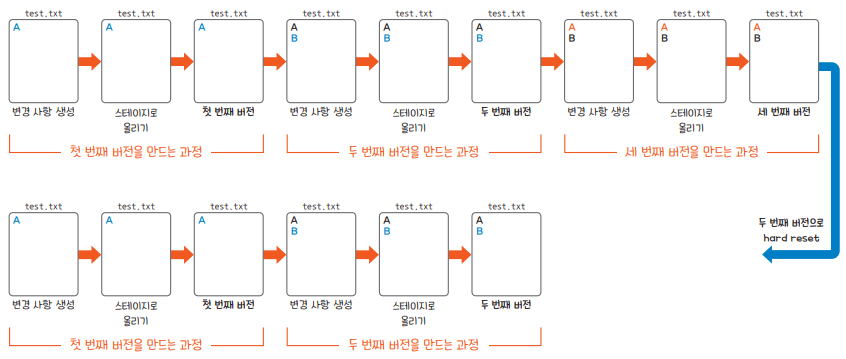 test.txt test.txt test.txt test.txt test.txt test.txt test.txt test.txt test.txt
A A A A A A A A A
B B B B B B
변경 사항 생성 스테이지로 첫 번째 버전 변경 사항 생성 스테이지로 두 번째 버전 변경 사항 생성 스테이지로 세 번째 버전
올리기 올리기 올리기
첫 번째 버전을 만드는 과정 두 번째 버전을 만드는 과정 세 번째 버전을 만드는 과정
두 번째 버전으로
hard reset
test.txt test.txt test.txt test.txt test.txt test.txt
A A A A A A
B B B
변경 사항 생성 스테이지로 첫 번째 버전 변경 사항 생성 스테이지로 두 번째 버전
올리기 올리기
첫 번째 버전을 만드는 과정 두 번째 버전을 만드는 과정